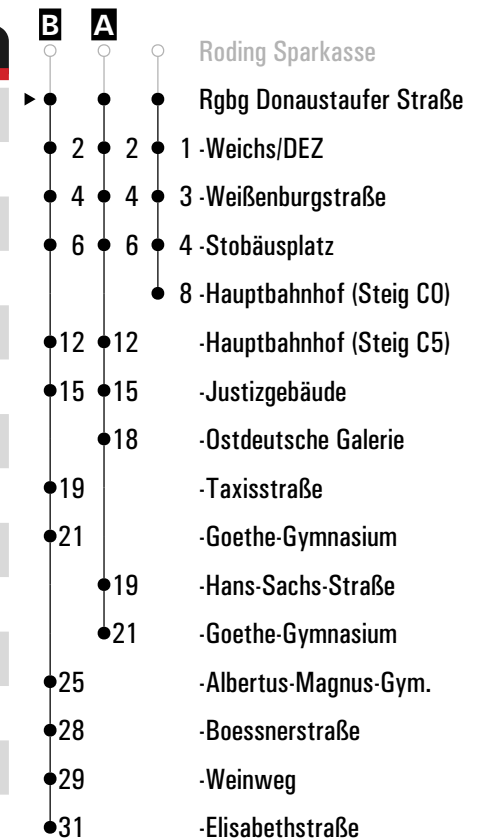 B A
Roding Sparkasse
Rgbg Donaustaufer Straße
2 2 1 -Weichs/DEZ
4 4 3 -Weißenburgstraße
6 6 4 -Stobäusplatz
8 -Hauptbahnhof (Steig C0)
12 12 -Hauptbahnhof (Steig C5)
15 15 -Justizgebäude
18 -Ostdeutsche Galerie
19 -Taxisstraße
21 -Goethe-Gymnasium
19 -Hans-Sachs-Straße
21 -Goethe-Gymnasium
25 -Albertus-Magnus-Gym.
28 -Boessnerstraße
29 -Weinweg
31 -Elisabethstraße